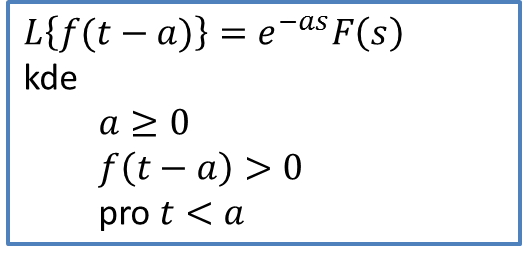 L{f(t − a)} = e^{−as}F(s)
kde
a ≥ 0
f(t − a) > 0
pro t < a